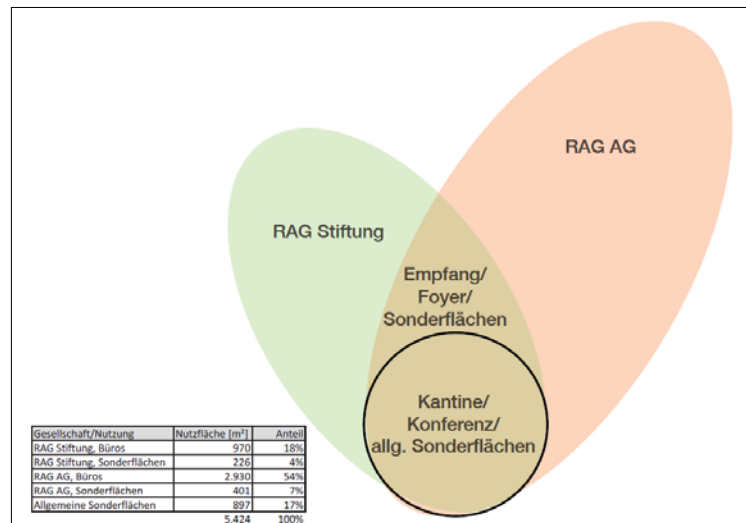 RAG AG
RAG Stiftung
Empfang/
Foyer/
Sonderflächen
Kantine/
Konferenz/
allg. Sonderflächen
Gesellschaft/Nutzung Nutzfläche [m²] Anteil
RAG Stiftung, Büros 970 18%
RAG Stiftung, Sonderflächen 226 4%
RAG AG, Büros 2.930 54%
RAG AG, Sonderflächen 401 7%
Allgemeine Sonderflächen 897 17%
5.424 100%